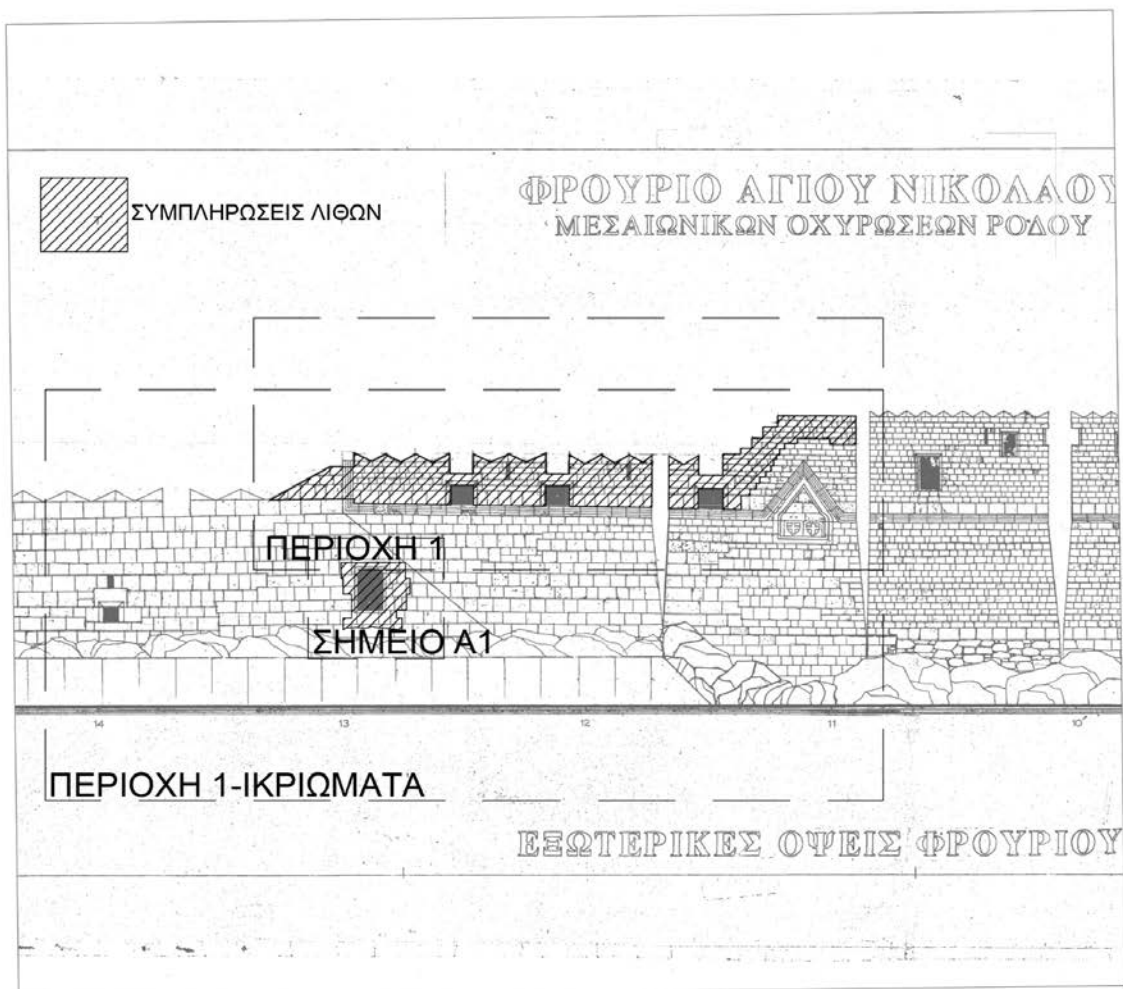 ΣΥΜΠΛΗΡΩΣΕΙΣ ΛΙΘΩΝ
ΦΡΟΥΡΙΟ ΑΓΙΟΥ ΝΙΚΟΛΑΟΥ
ΜΕΣΑΙΩΝΙΚΩΝ ΟΧΥΡΩΣΕΩΝ ΡΟΔΟΥ
ΠΕΡΙΟΧΗ 1
ΣΗΜΕΙΟ Α1
14 13 12 11 10
ΠΕΡΙΟΧΗ 1-ΙΚΡΙΩΜΑΤΑ
ΕΞΩΤΕΡΙΚΕΣ ΟΨΕΙΣ ΦΡΟΥΡΙΟΥ